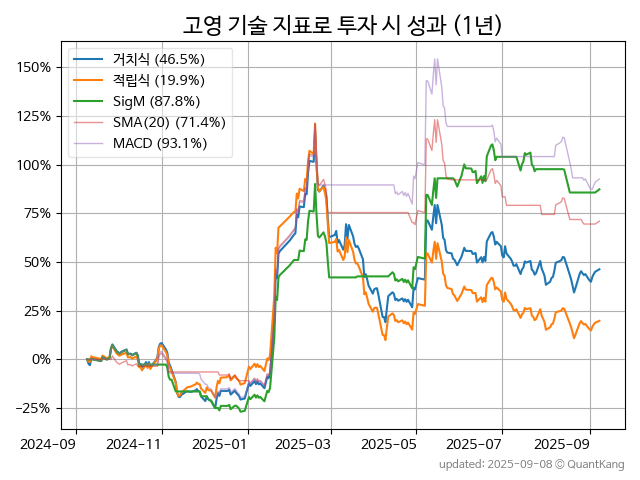 고영 기술 지표로 투자 시 성과 (1년)
거치식 (46.5%)
적립식 (19.9%)
SigM (87.8%)
SMA(20) (71.4%)
MACD (93.1%)
150%
125%
100%
75%
50%
25%
0%
−25%
2024-09 2024-11 2025-01 2025-03 2025-05 2025-07 2025-09
updated: 2025-09-08 © QuantKang